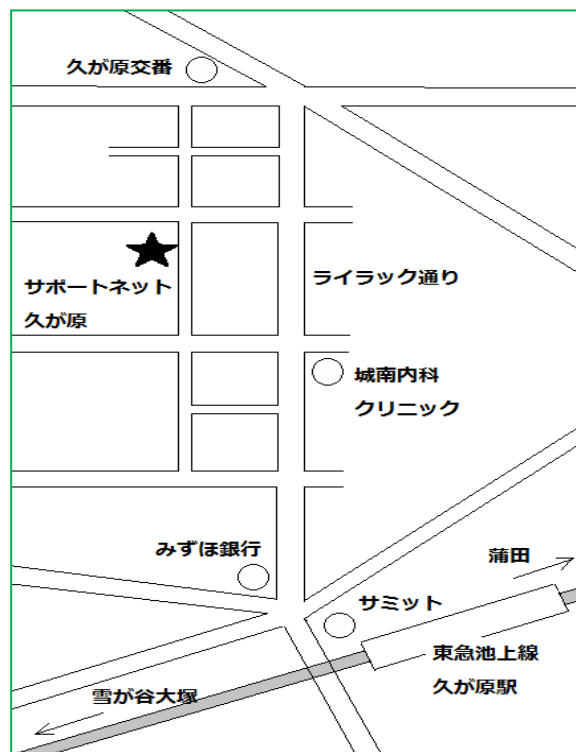 久が原交番
ライラック通り
サポートネット
久が原
城南内科
クリニック
みずほ銀行
蒲田
サミット
東急池上線
久が原駅
雪が谷大塚